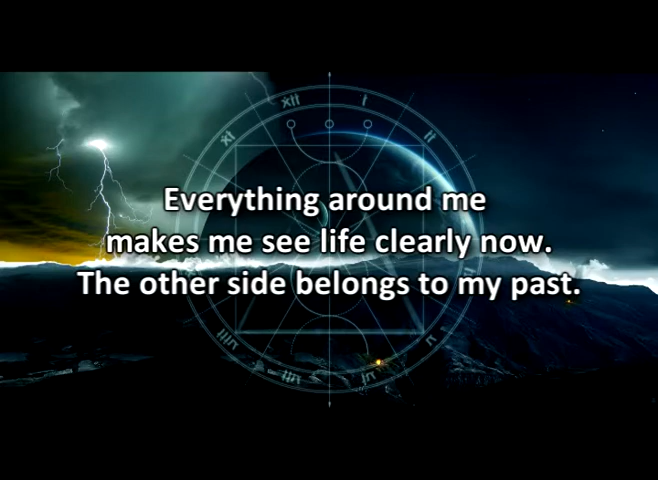 Everything around me
makes me see life clearly now.
The other side belongs to my past.